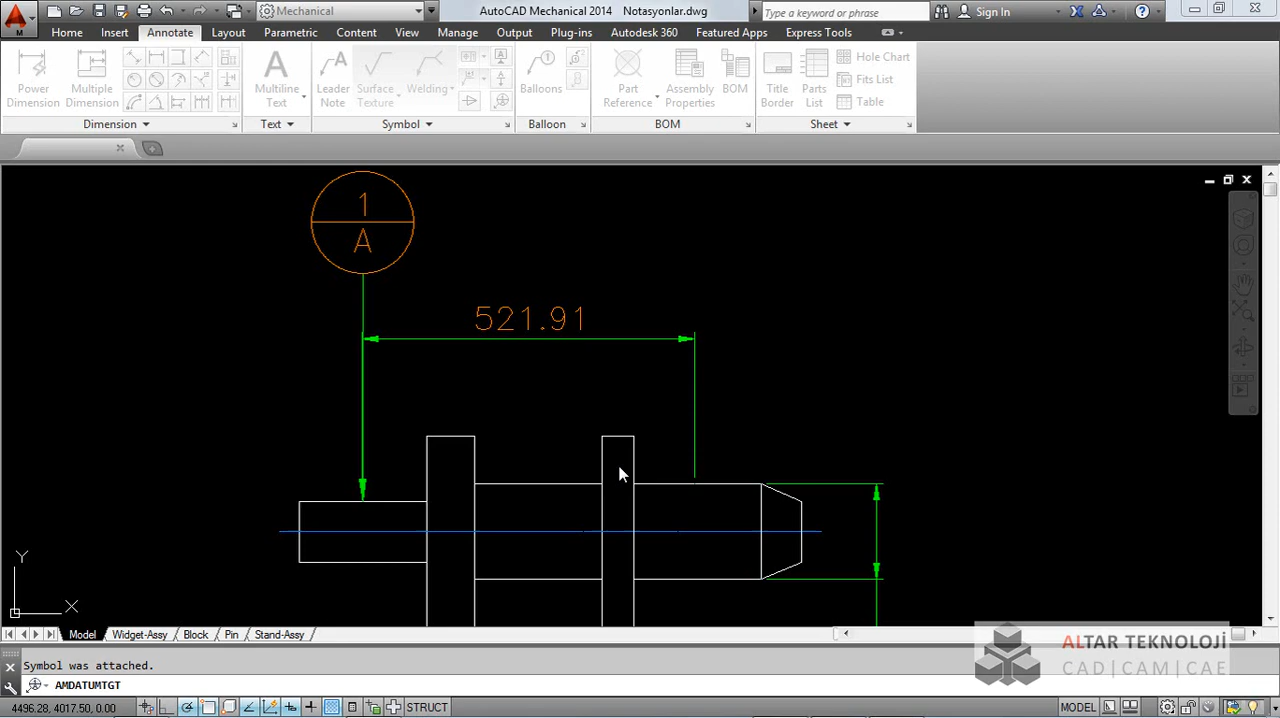 Mechanical
AutoCAD Mechanical 2014 Notasyonlar.dwg
Type a keyword or phrase
Sign In
M
Home Insert Annotate Layout Parametric Content View Manage Output Plug-ins Autodesk 360 Featured Apps Express Tools
Power Dimension
Multiple Dimension
Multiline Text
Leader Note
Surface Texture
Welding
Balloons
Part Reference
Assembly Properties
BOM
Title Border
Parts List
Hole Chart
Fits List
Table
Dimension Text Symbol Balloon BOM Sheet
1
A
521.91
Y
X
Model Widget-Assy Block Pin Stand-Assy
ALTAR TEKNOLOJİ
CAD|CAM|CAE
Symbol was attached.
AMDATUMTGT
4496.28, 4017.50, 0.00
STRUCT
MODEL